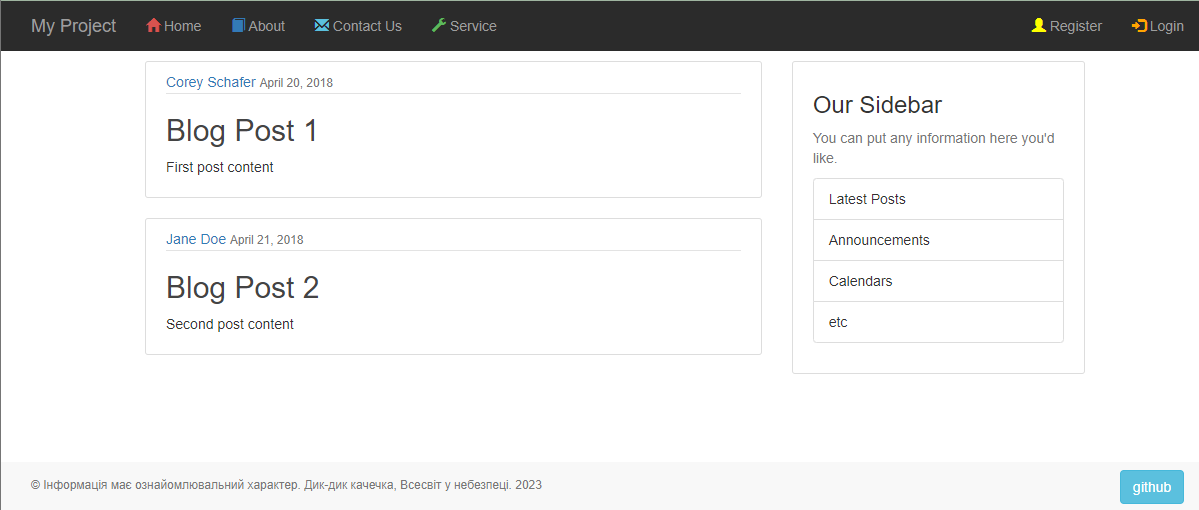 My Project Home About Contact Us Service Register Login
Corey Schafer April 20, 2018
Blog Post 1
First post content
Jane Doe April 21, 2018
Blog Post 2
Second post content
Our Sidebar
You can put any information here you'd
like.
Latest Posts
Announcements
Calendars
etc
© Інформація має ознайомлювальний характер. Дик-дик качечка, Всесвіт у небезпеці. 2023
github